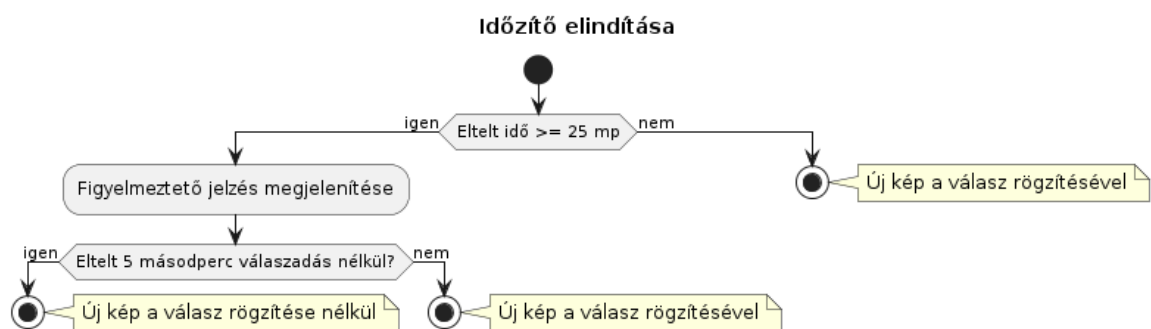 Időzítő elindítása
igen
Eltelt idő >= 25 mp
nem
Figyelmeztető jelzés megjelenítése
Új kép a válasz rögzítésével
igen
Eltelt 5 másodperc válaszadás nélkül?
nem
Új kép a válasz rögzítése nélkül
Új kép a válasz rögzítésével